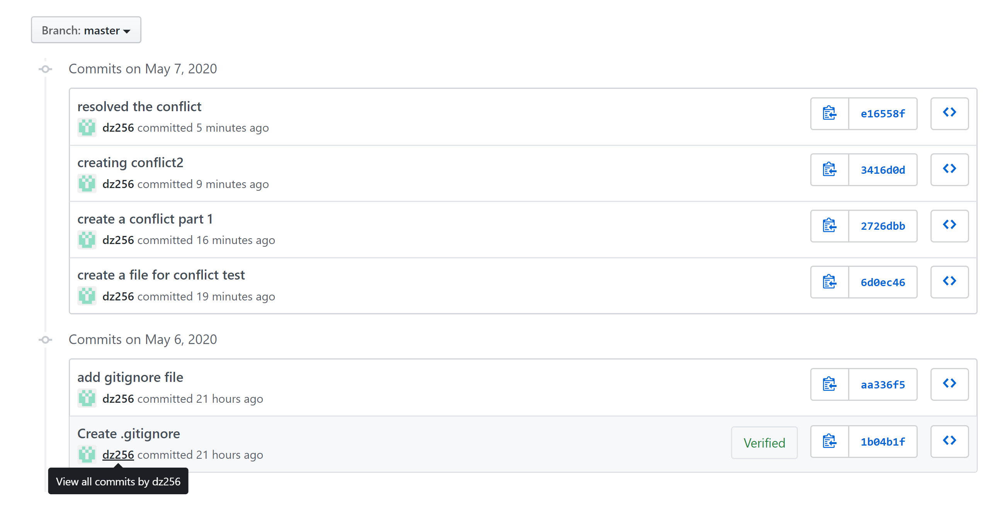 Branch: master
Commits on May 7, 2020
resolved the conflict
e16558f
dz256 committed 5 minutes ago
creating conflict2
3416d0d
dz256 committed 9 minutes ago
create a conflict part 1
2726dbb
dz256 committed 16 minutes ago
create a file for conflict test
6d0ec46
dz256 committed 19 minutes ago
Commits on May 6, 2020
add gitignore file
aa336f5
dz256 committed 21 hours ago
Create .gitignore
Verified
1b04b1f
dz256 committed 21 hours ago
View all commits by dz256